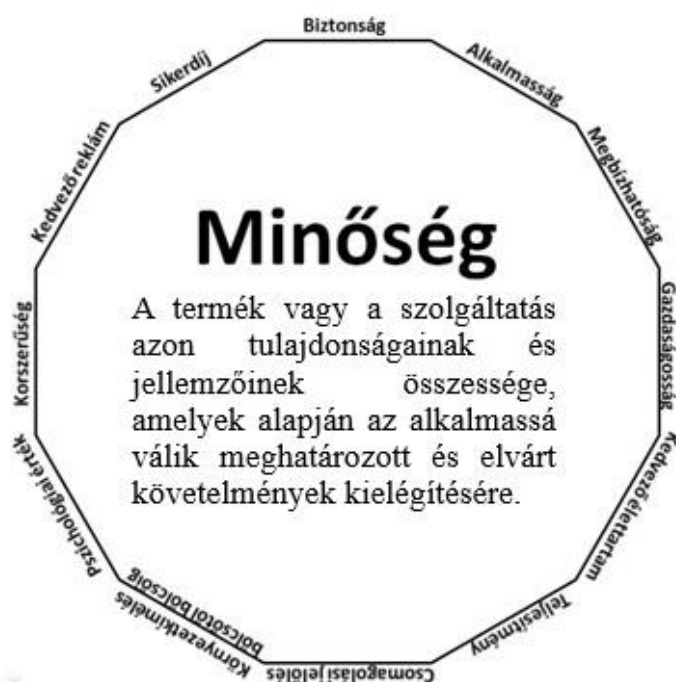 Biztonság
Alkalmasság
Megbízhatóság
Gazdaságosság
Kedvező élettartam
Teljesítmény
Csomagolási jelölés
Környezetkímélés
bölcsőtől bölcsőig
Pszichológiai érték
Korszerűség
Kedvező reklám
Sikerdíj
Minőség
A termék vagy a szolgáltatás
azon tulajdonságainak és
jellemzőinek összessége,
amelyek alapján az alkalmassá
válik meghatározott és elvárt
követelmények kielégítésére.